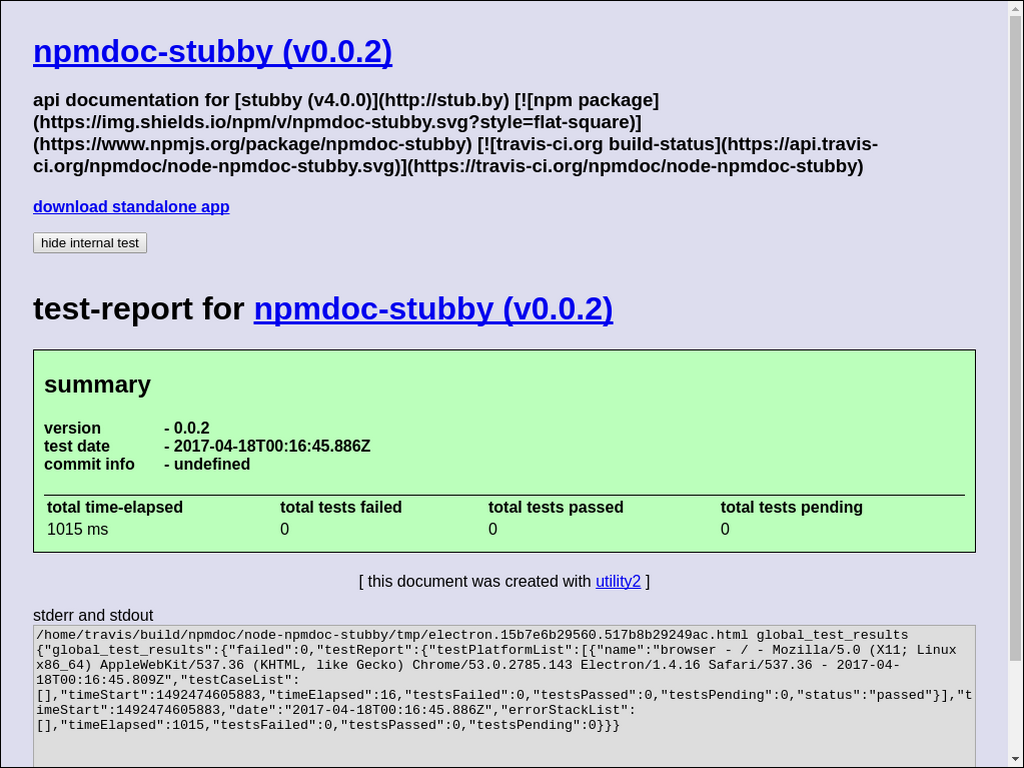 npmdoc-stubby (v0.0.2)
api documentation for [stubby (v4.0.0)](http://stub.by) [![npm package]
(https://img.shields.io/npm/v/npmdoc-stubby.svg?style=flat-square)]
(https://www.npmjs.org/package/npmdoc-stubby) [![travis-ci.org build-status](https://api.travis-
ci.org/npmdoc/node-npmdoc-stubby.svg)](https://travis-ci.org/npmdoc/node-npmdoc-stubby)
download standalone app
hide internal test
test-report for npmdoc-stubby (v0.0.2)
summary
version - 0.0.2
test date - 2017-04-18T00:16:45.886Z
commit info - undefined
total time-elapsed total tests failed total tests passed total tests pending
1015 ms 0 0 0
[ this document was created with utility2 ]
stderr and stdout
/home/travis/build/npmdoc/node-npmdoc-stubby/tmp/electron.15b7e6b29560.517b8b29249ac.html global_test_results
{"global_test_results":{"failed":0,"testReport":{"testPlatformList":[{"name":"browser - / - Mozilla/5.0 (X11; Linux
x86_64) AppleWebKit/537.36 (KHTML, like Gecko) Chrome/53.0.2785.143 Electron/1.4.16 Safari/537.36 - 2017-04-
18T00:16:45.809Z","testCaseList":
[],"timeStart":1492474605883,"timeElapsed":16,"testsFailed":0,"testsPassed":0,"testsPending":0,"status":"passed"}],"t
imeStart":1492474605883,"date":"2017-04-18T00:16:45.886Z","errorStackList":
[],"timeElapsed":1015,"testsFailed":0,"testsPassed":0,"testsPending":0}}}